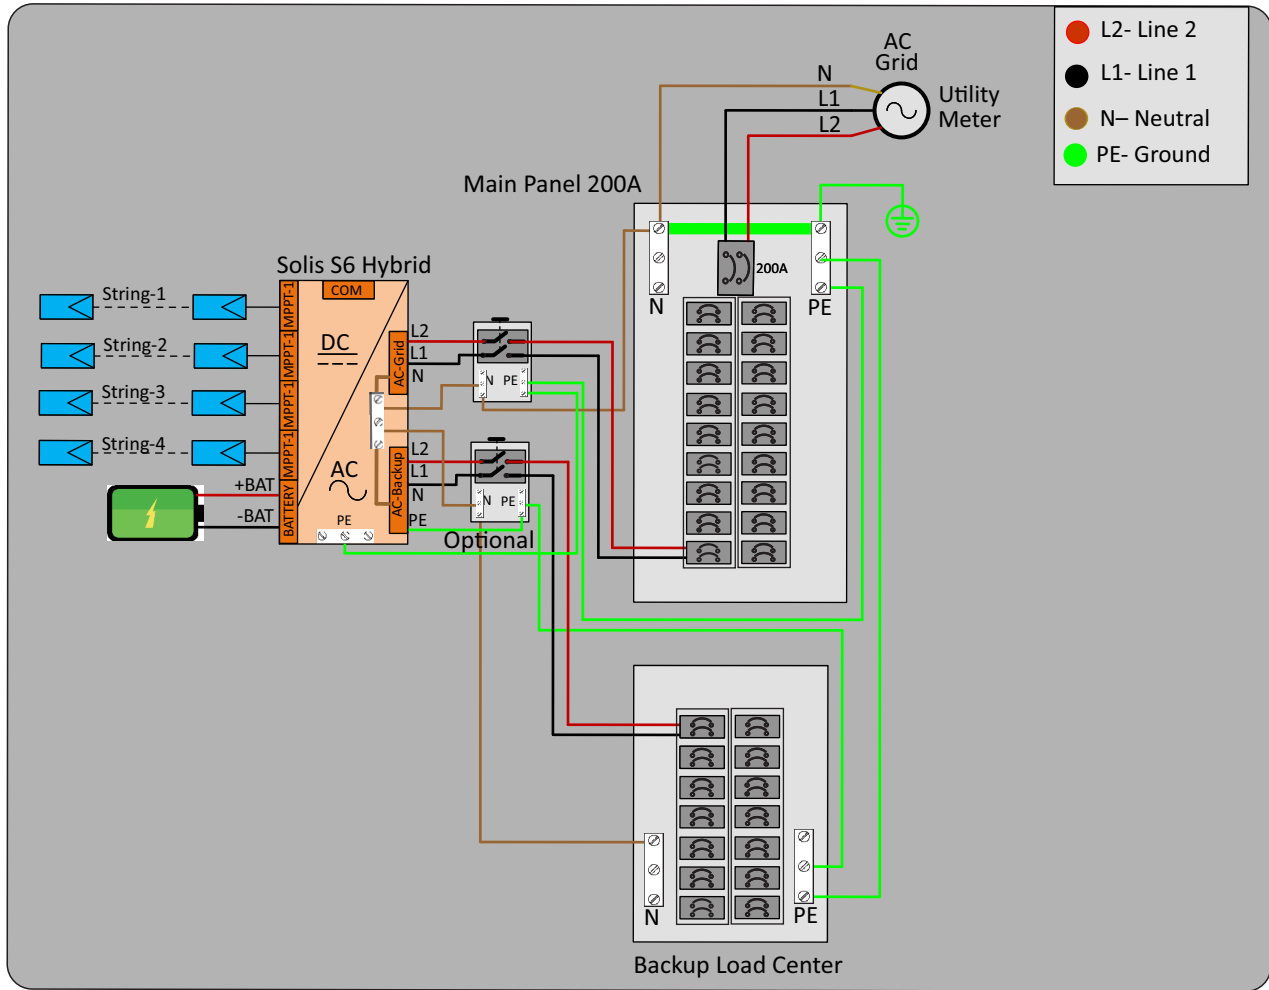 L2- Line 2
L1- Line 1
N– Neutral
PE- Ground
AC
Grid
Utility
Meter
N
L1
L2
Main Panel 200A
200A
N
PE
Solis S6 Hybrid
COM
String-1
String-2
String-3
String-4
MPPT-1
MPPT-1
MPPT-1
MPPT-1
BATTERY
+BAT
-BAT
DC
AC
PE
AC-Grid
AC-Backup
L2
L1
N
N PE
L2
L1
N
PE
N PE
Optional
N
PE
Backup Load Center